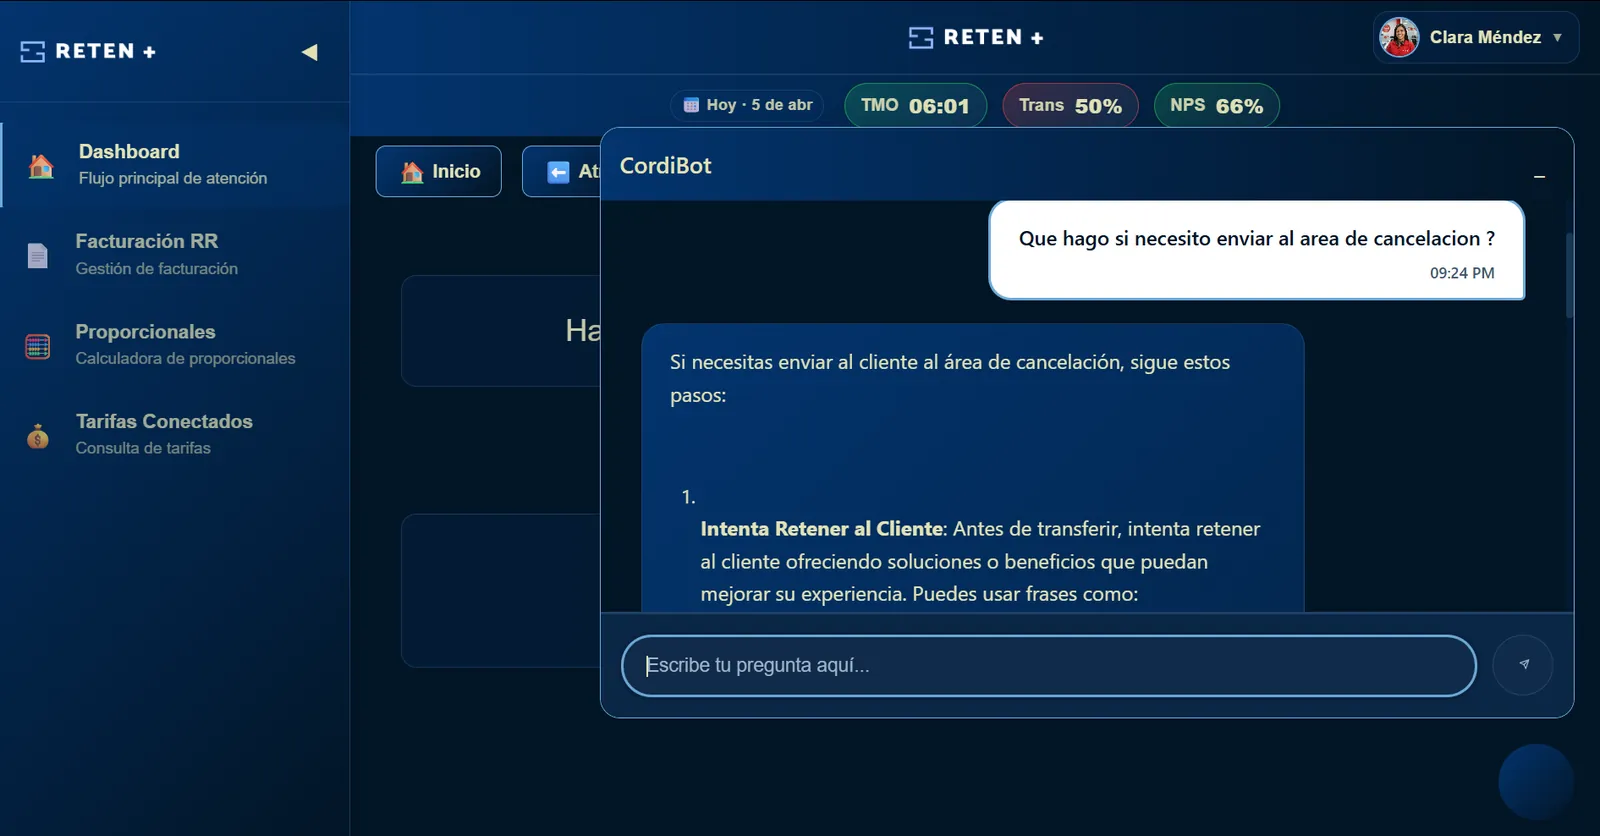 RETEN +
RETEN +
Clara Méndez
Hoy · 5 de abr
TMO 06:01
Trans 50%
NPS 66%
Dashboard
Flujo principal de atención
Facturación RR
Gestión de facturación
Proporcionales
Calculadora de proporcionales
Tarifas Conectados
Consulta de tarifas
Inicio
CordiBot
Que hago si necesito enviar al area de cancelacion ?
09:24 PM
Si necesitas enviar al cliente al área de cancelación, sigue estos
pasos:
1.
Intenta Retener al Cliente: Antes de transferir, intenta retener
al cliente ofreciendo soluciones o beneficios que puedan
mejorar su experiencia. Puedes usar frases como:
Escribe tu pregunta aquí...